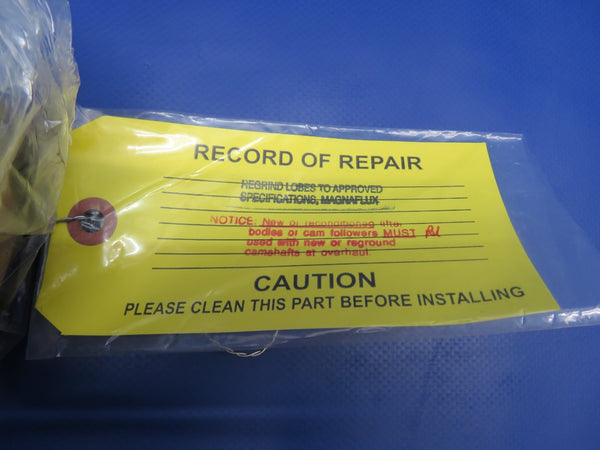 RECORD OF REPAIR
REGRIND LOBES TO APPROVED
SPECIFICATIONS, MAGNAFLUX
NOTICE: New or reconditioned lifter
bodies or cam followers MUST be
used with new or reground
camshafts at overhaul
CAUTION
PLEASE CLEAN THIS PART BEFORE INSTALLING